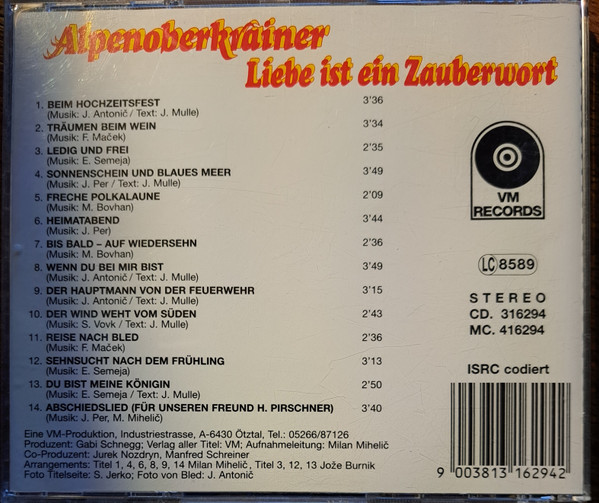 Alpenoberkrainer
Liebe ist ein Zauberwort
1. BEIM HOCHZEITSFEST 3'36
(Musik: J. Antonič / Text: J. Mulle)
2. TRÄUMEN BEIM WEIN 3'34
(Musik: F. Maček)
3. LEDIG UND FREI 2'35
(Musik: E. Semeja)
4. SONNENSCHEIN UND BLAUES MEER 3'49
(Musik: J. Per / Text: J. Mulle)
5. FRECHE POLKALAUNE 2'09
(Musik: M. Bovhan)
6. HEIMATABEND 3'44
(Musik: J. Per)
7. BIS BALD – AUF WIEDERSEHN 2'36
(Musik: M. Bovhan)
8. WENN DU BEI MIR BIST 3'49
(Musik: J. Antonič / Text: J. Mulle)
9. DER HAUPTMANN VON DER FEUERWEHR 3'15
(Musik: J. Antonič / Text: J. Mulle)
10. DER WIND WEHT VOM SÜDEN 2'43
(Musik: S. Vovk / Text: J. Mulle)
11. REISE NACH BLED 2'36
(Musik: F. Maček)
12. SEHNSUCHT NACH DEM FRÜHLING 3'13
(Musik: E. Semeja)
13. DU BIST MEINE KÖNIGIN 2'50
(Musik: E. Semeja / Text: J. Mulle)
14. ABSCHIEDSLIED (FÜR UNSEREN FREUND H. PIRSCHNER) 3'40
(Musik: J. Per, M. Mihelič)
Eine VM-Produktion, Industriestrasse, A-6430 Ötztal, Tel.: 05266/87126
Produzent: Gabi Schnegg; Verlag aller Titel: VM; Aufnahmeleitung: Milan Mihelič
Co-Produzent: Jurek Nozdryn, Manfred Schreiner
Arrangements: Titel 1, 4, 6, 8, 9, 14 Milan Mihelič, Titel 3, 12, 13 Jože Burnik
Foto Titelseite: S. Jerko; Foto von Bled: J. Antonič
VM
RECORDS
LC 8589
STEREO
CD. 316294
MC. 416294
ISRC codiert
9 003813 162942